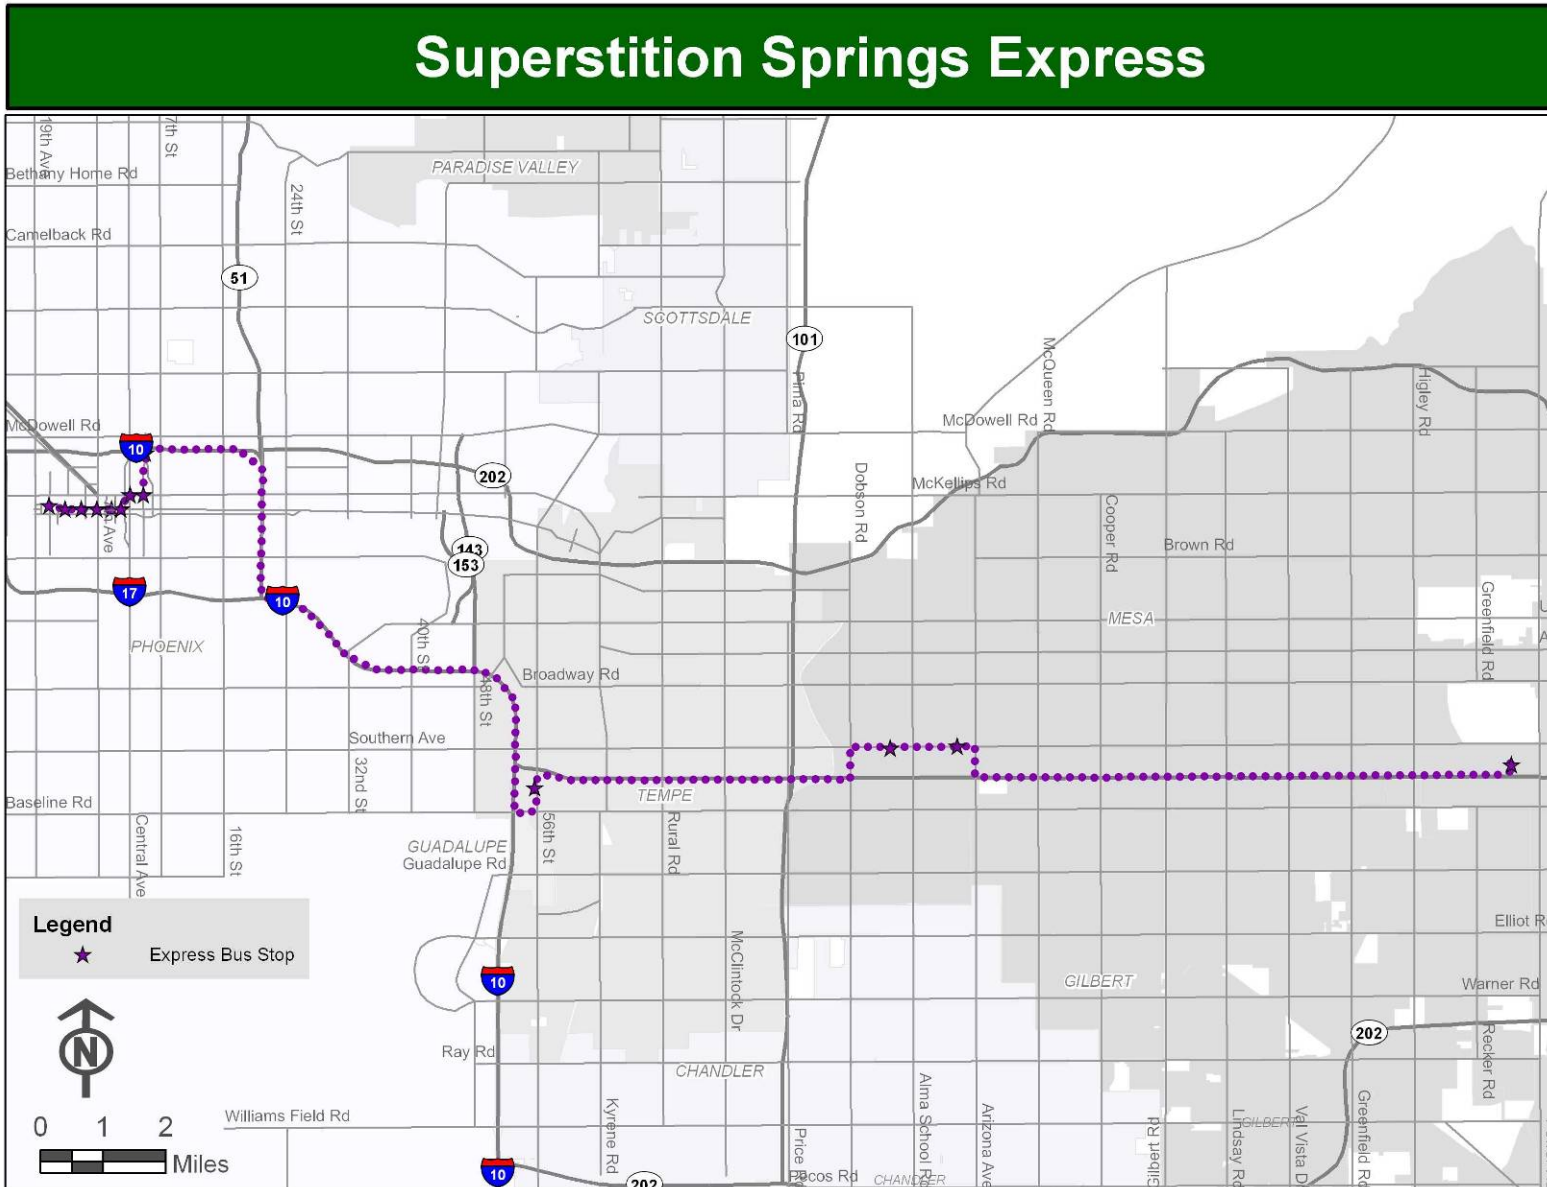 Superstition Springs Express
19th Ave
7th St
Bethany Home Rd
PARADISE VALLEY
24th St
Camelback Rd
51
SCOTTSDALE
101
McQueen Rd
Pima Rd
Higley Rd
McDowell Rd
McDowell Rd
10
202
Dobson Rd
McKellips Rd
Cooper Rd
Ave
143
153
Brown Rd
17
10
Greenfield Rd
MESA
PHOENIX
40th St
Broadway Rd
48th St
Southern Ave
32nd St
Baseline Rd
TEMPE
Central Ave
16th St
GUADALUPE
Guadalupe Rd
56th St
Rural Rd
Legend
Express Bus Stop
Elliot R
McClintock Dr
10
GILBERT
Warner Rd
N
202
Recker Rd
Ray Rd
CHANDLER
Alma School Rd
Arizona Ave
Williams Field Rd
Kyrene Rd
Price Rd
Gilbert Rd
Lindsay Rd
GILBERT
Val Vista D
Greenfield Rd
0 1 2
Miles
10
202
Pecos Rd
CHANDLER